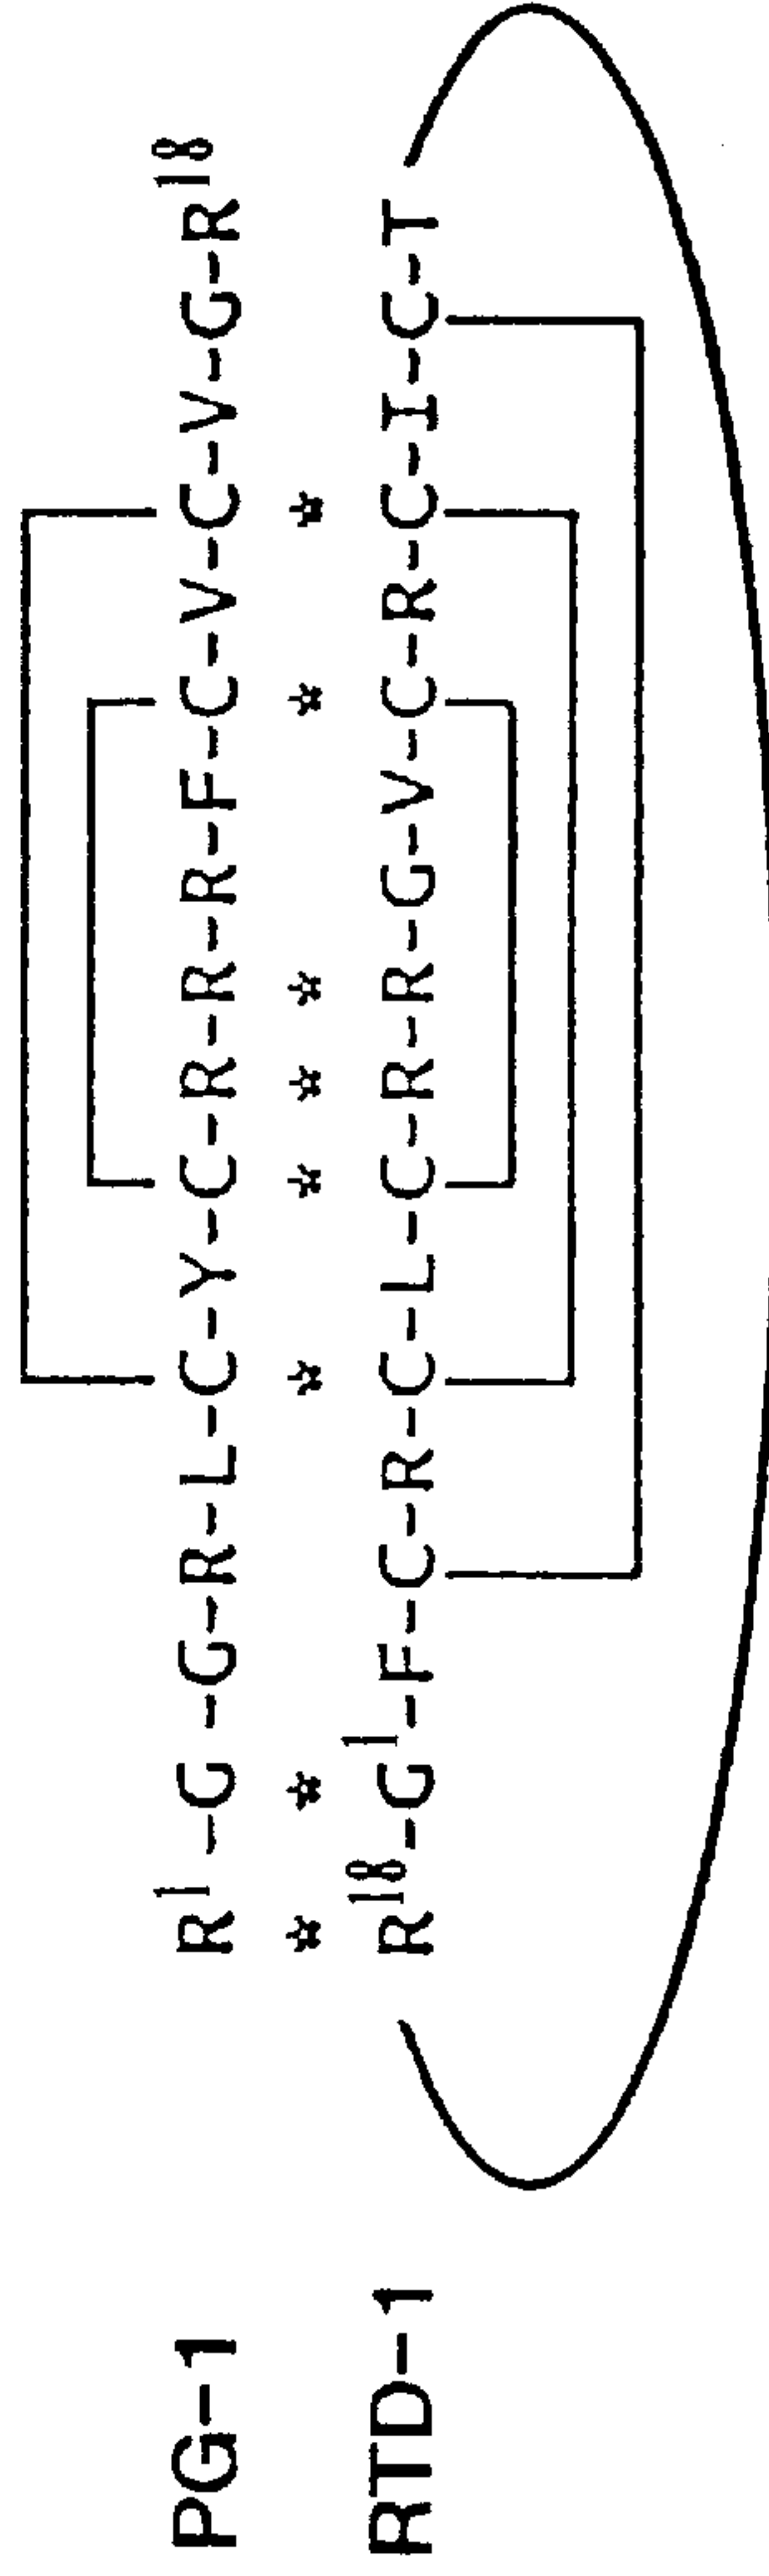 PG-1 R¹-G-G-R-L-C-Y-C-R-R-R-F-C-V-C-V-G-R¹⁸
* * * * * * * *
RTD-1 R¹⁸-G¹-F-C-R-C-L-C-R-R-G-V-C-R-C-I-C-T